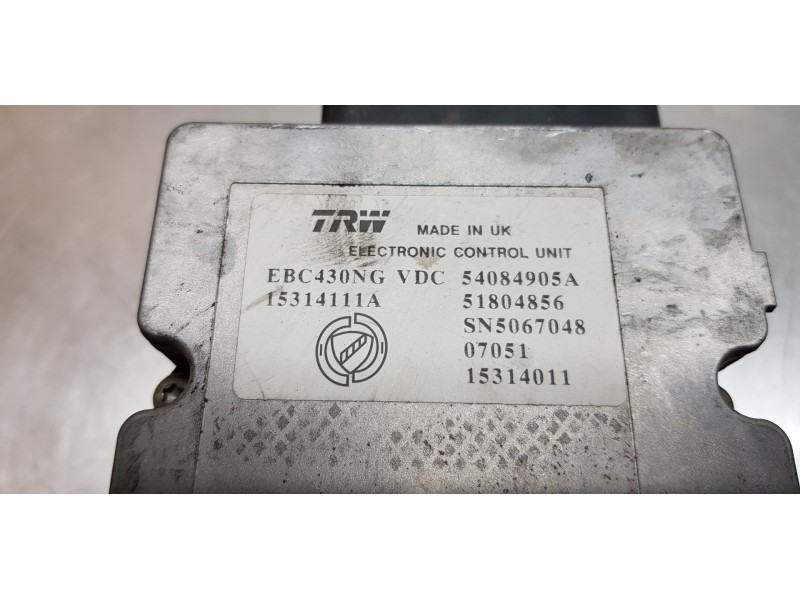 TRW MADE IN UK
ELECTRONIC CONTROL UNIT
EBC430NG VDC 54084905A
15314111A 51804856
SN5067048
07051
15314011